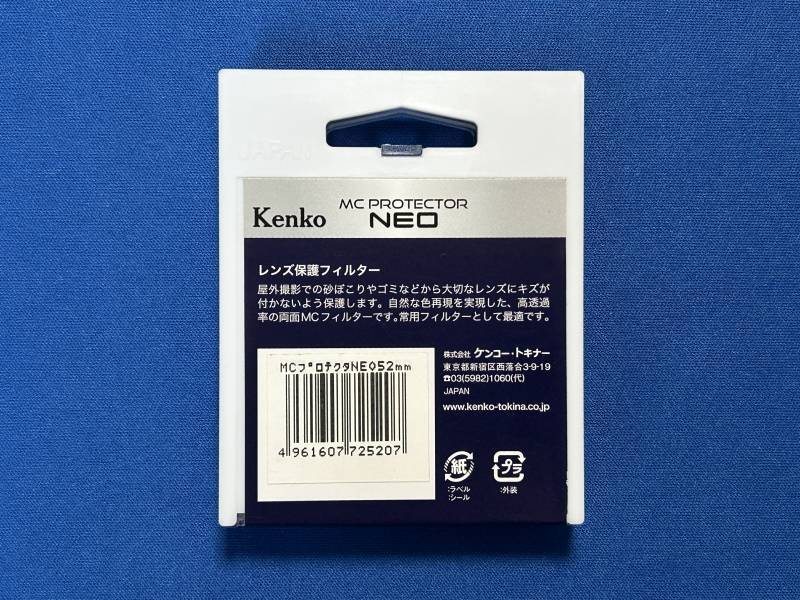 JAPAN
Kenko
MC PROTECTOR
NEO
レンズ保護フィルター
屋外撮影での砂ぼこりやゴミなどから大切なレンズにキズが
付かないよう保護します。自然な色再現を実現した、高透過
率の両面MCフィルターです。常用フィルターとして最適です。
MCプロテクタNEO52mm
4 961607 725207
株式会社 ケンコー・トキナー
東京都新宿区西落合3-9-19
☎03(5982)1060(代)
JAPAN
www.kenko-tokina.co.jp
紙
:ラベル
:シール
プラ
:外装